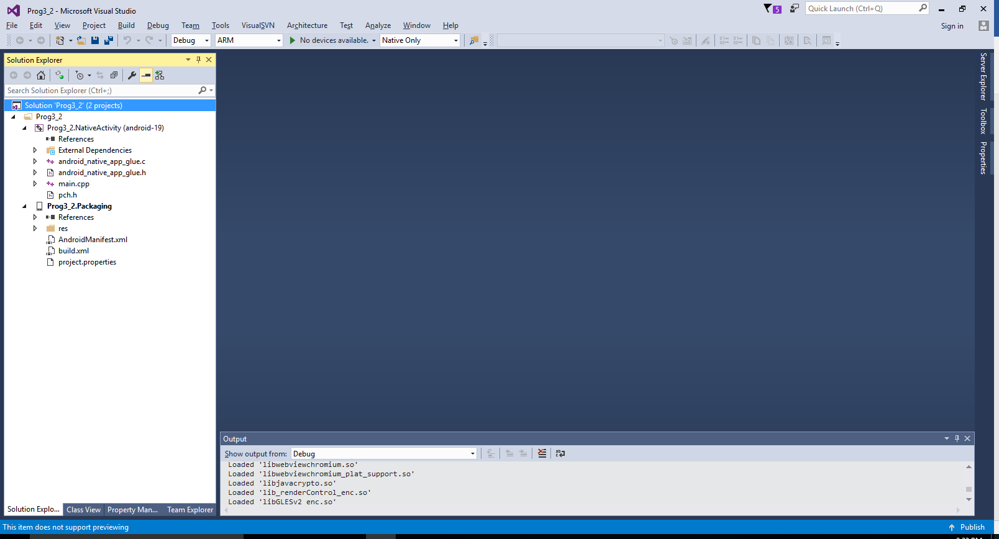 Prog3_2 - Microsoft Visual Studio
5
Quick Launch (Ctrl+Q)
File Edit View Project Build Debug Team Tools VisualSVN Architecture Test Analyze Window Help
Sign in
Debug ARM No devices available. Native Only
Solution Explorer
Search Solution Explorer (Ctrl+;)
Solution 'Prog3_2' (2 projects)
Prog3_2
Prog3_2.NativeActivity (android-19)
References
External Dependencies
android_native_app_glue.c
android_native_app_glue.h
main.cpp
pch.h
Prog3_2.Packaging
References
res
AndroidManifest.xml
build.xml
project.properties
Server Explorer
Toolbox
Properties
Output
Show output from: Debug
Loaded 'libwebviewchromium.so'
Loaded 'libwebviewchromium_plat_support.so'
Loaded 'libjavacrypto.so'
Loaded 'lib_renderControl_enc.so'
Loaded 'libGLESv2 enc.so'
Solution Explo... Class View Property Man... Team Explorer
This item does not support previewing
Publish